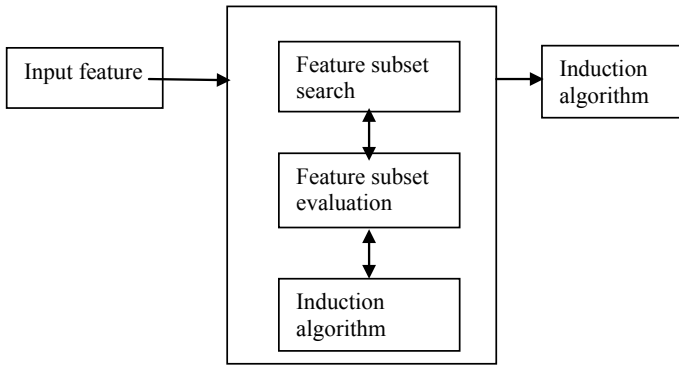 Input feature
Feature subset
search
Feature subset
evaluation
Induction
algorithm
Induction
algorithm